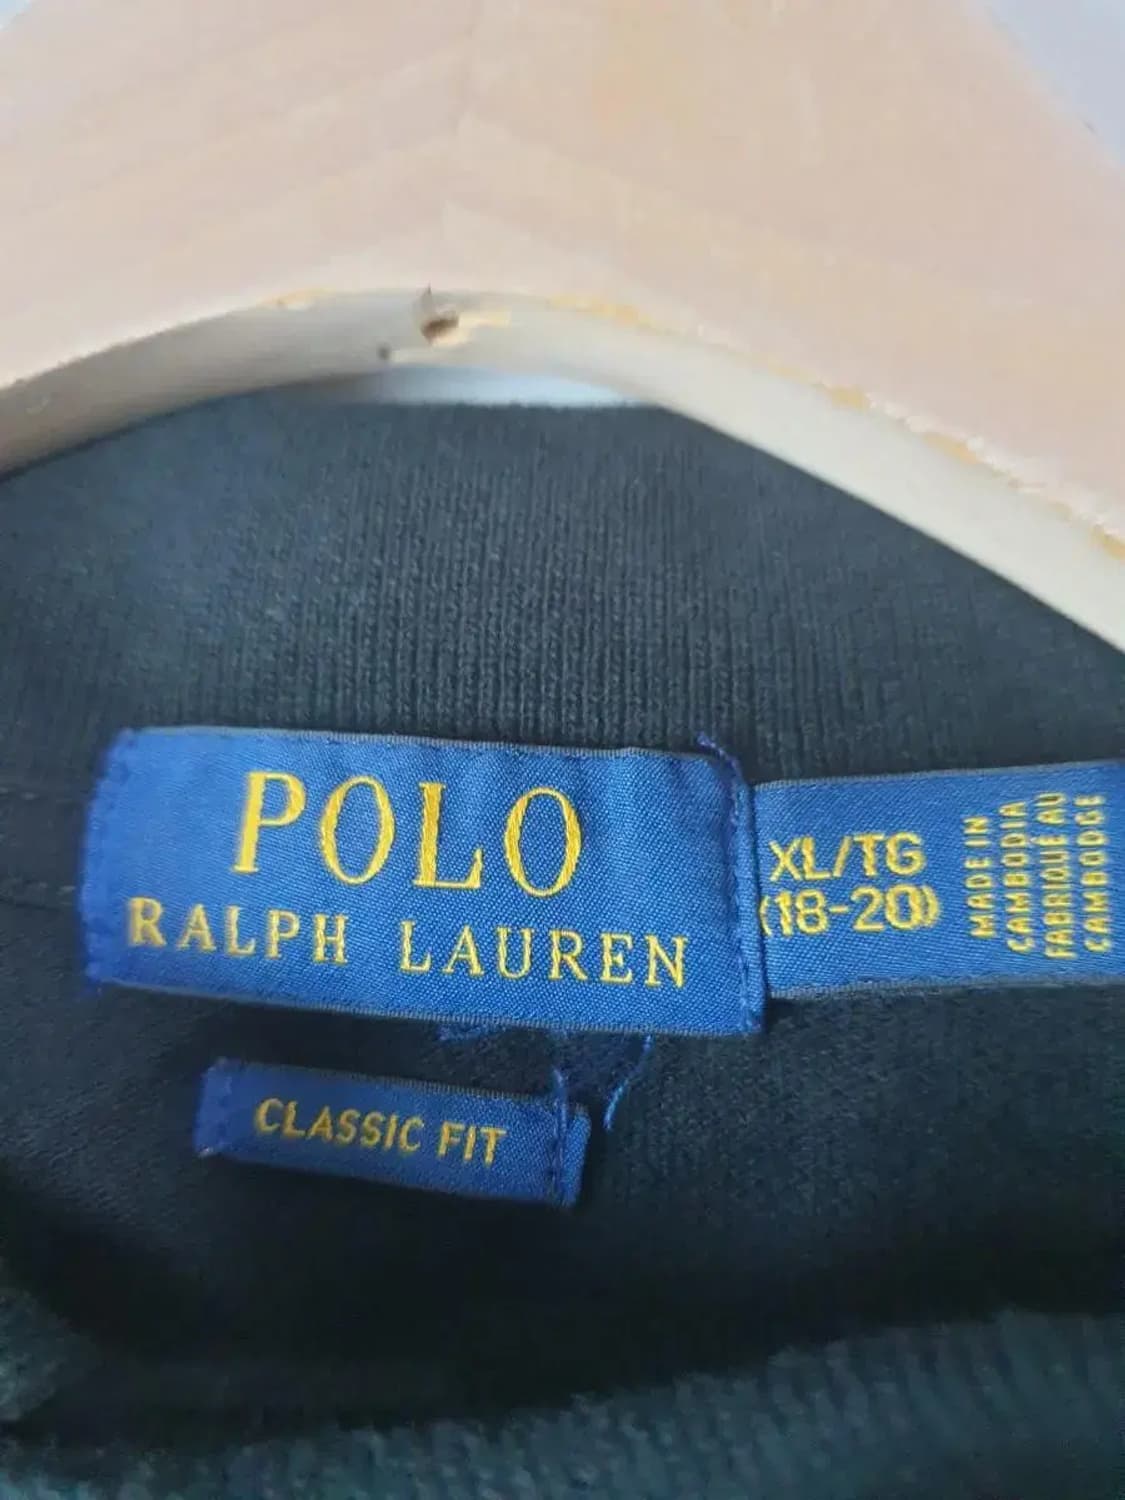 POLO
RALPH LAUREN
XL/TG
(18-20)
MADE IN
CAMBODIA
FABRIQUÉ AU
CAMBODGE
CLASSIC FIT